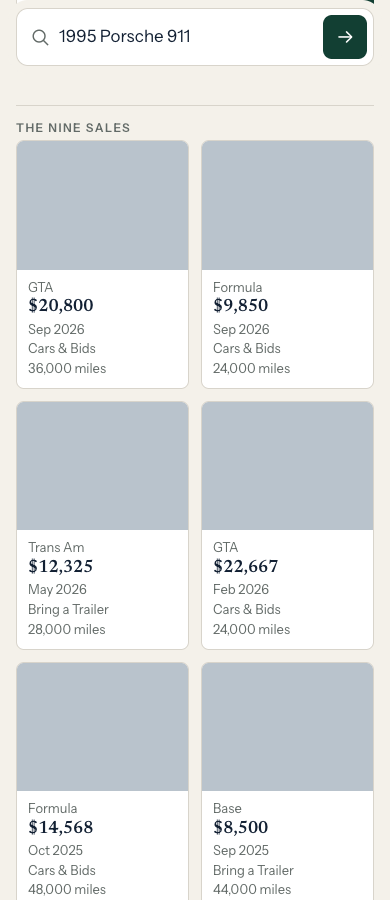 1995 Porsche 911
THE NINE SALES
GTA
$20,800
Sep 2026
Cars & Bids
36,000 miles
Formula
$9,850
Sep 2026
Cars & Bids
24,000 miles
Trans Am
$12,325
May 2026
Bring a Trailer
28,000 miles
GTA
$22,667
Feb 2026
Cars & Bids
24,000 miles
Formula
$14,568
Oct 2025
Cars & Bids
48,000 miles
Base
$8,500
Sep 2025
Bring a Trailer
44,000 miles